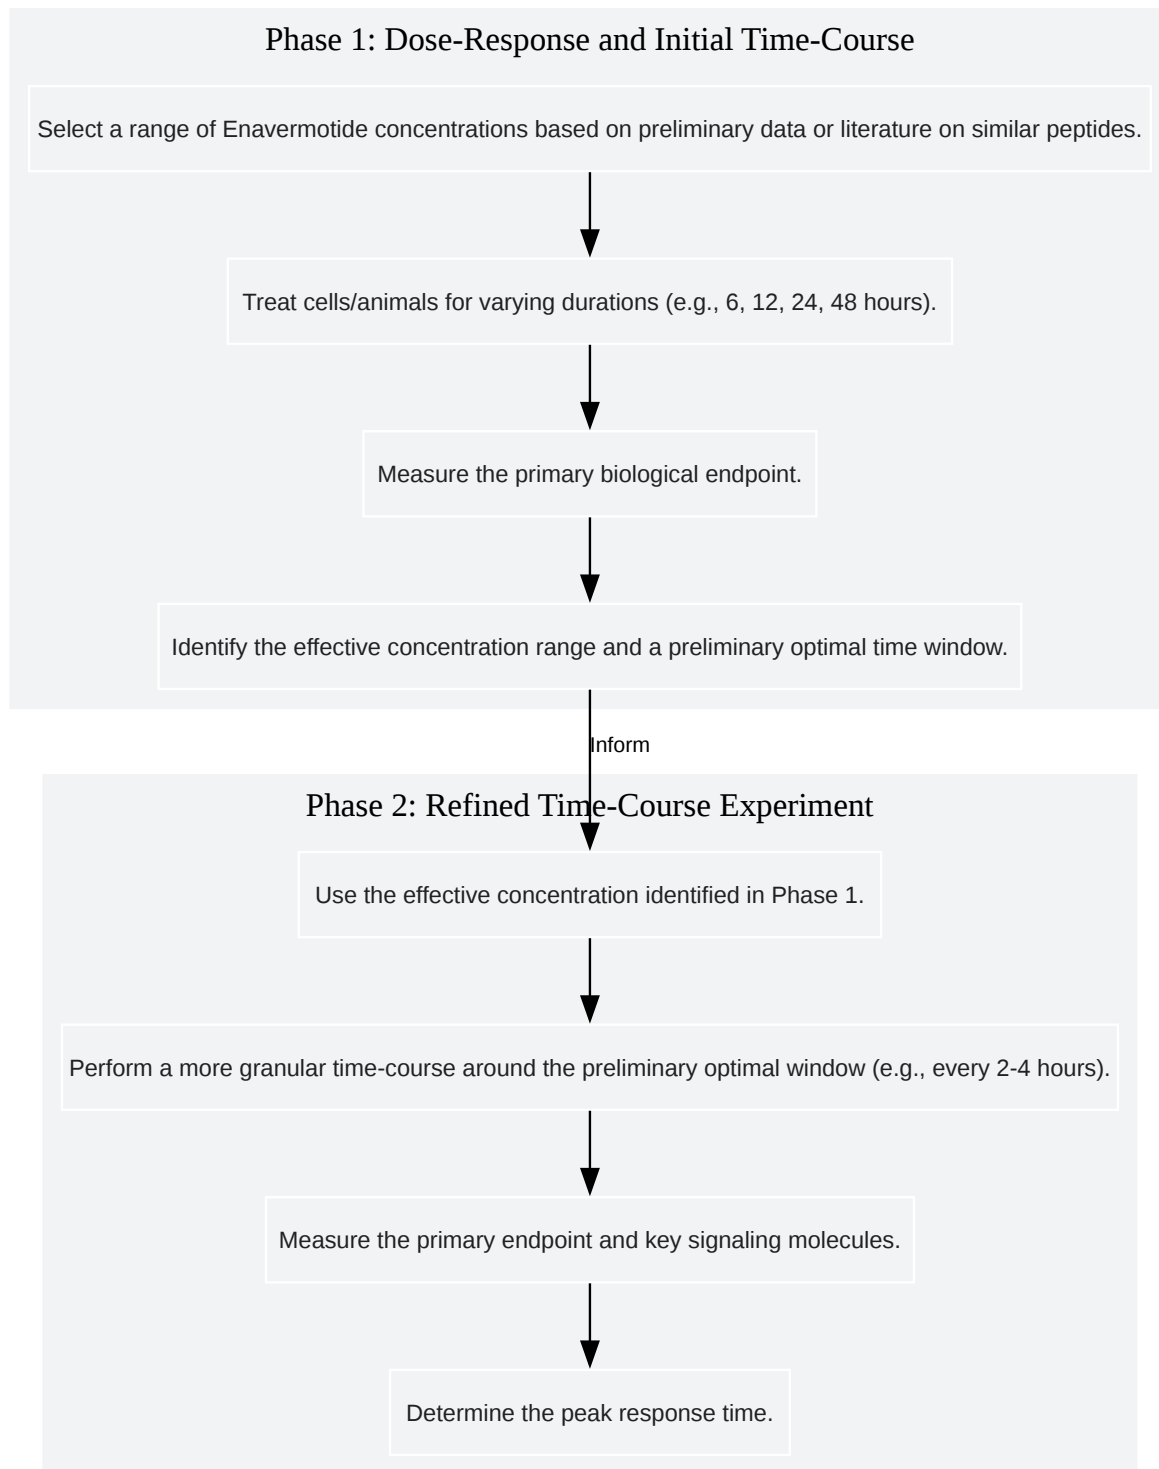 Phase 1: Dose-Response and Initial Time-Course
Select a range of Enavermotide concentrations based on preliminary data or literature on similar peptides.
Treat cells/animals for varying durations (e.g., 6, 12, 24, 48 hours).
Measure the primary biological endpoint.
Identify the effective concentration range and a preliminary optimal time window.
Inform
Phase 2: Refined Time-Course Experiment
Use the effective concentration identified in Phase 1.
Perform a more granular time-course around the preliminary optimal window (e.g., every 2-4 hours).
Measure the primary endpoint and key signaling molecules.
Determine the peak response time.